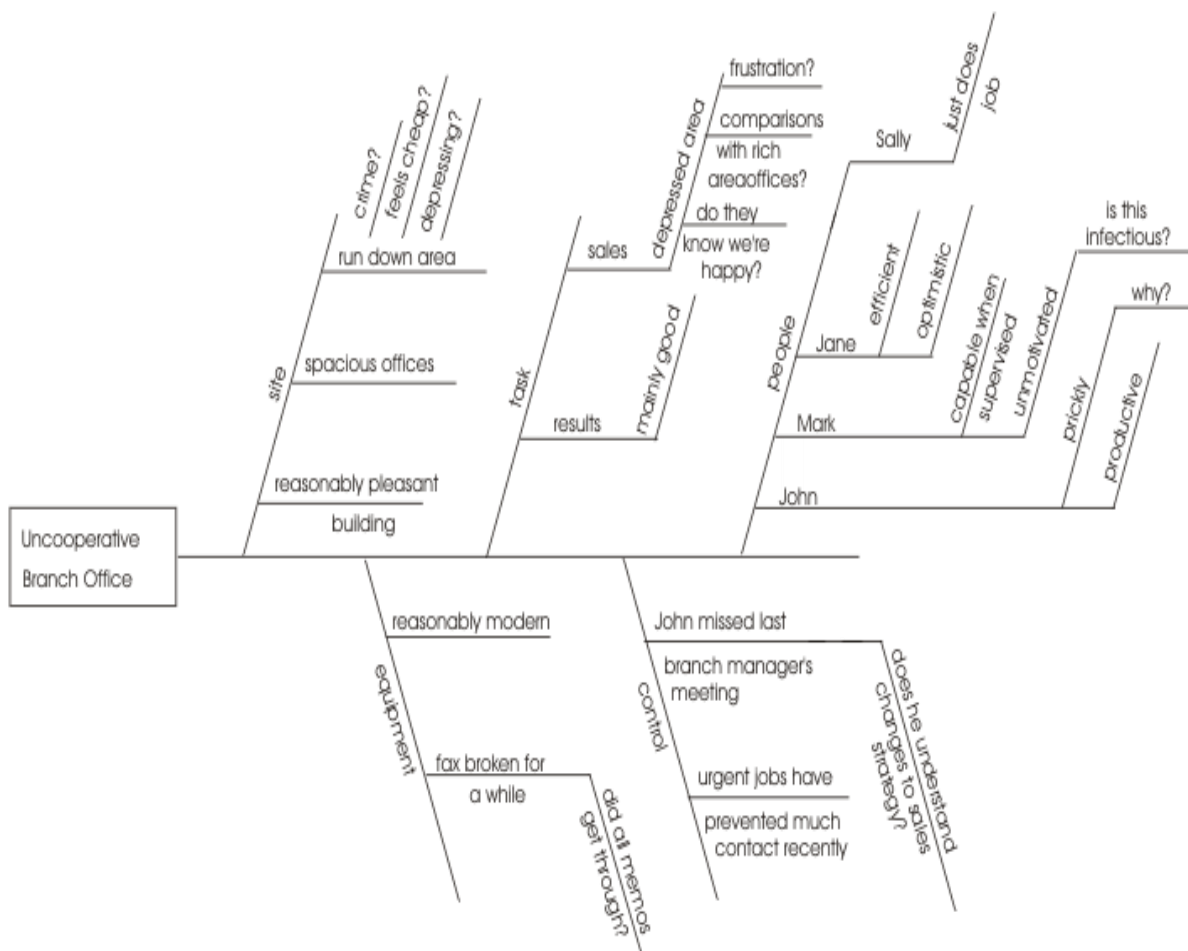 Uncooperative
Branch Office
site
crime?
feels cheap?
depressing?
run down area
spacious offices
reasonably pleasant
building
task
sales
depressed area
frustration?
comparisons
with rich
areaoffices?
do they
know we're
happy?
results
mainly good
people
Sally
just does
job
Jane
efficient
optimistic
Mark
capable when
supervised
unmotivated
is this
infectious?
John
prickly
why?
productive
equipment
reasonably modern
fax broken for
a while
did all memos
get through?
control
John missed last
branch manager's
meeting
does he understand
changes to sales
strategy?
urgent jobs have
prevented much
contact recently